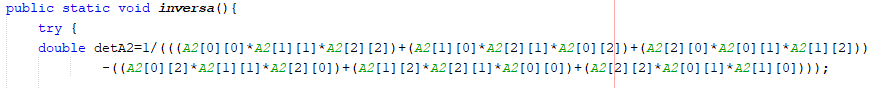 public static void inversa(){
try {
double detA2=1/(((A2[0][0]*A2[1][1]*A2[2][2])+(A2[1][0]*A2[2][1]*A2[0][2])+(A2[2][0]*A2[0][1]*A2[1][2]))
-((A2[0][2]*A2[1][1]*A2[2][0])+(A2[1][2]*A2[2][1]*A2[0][0])+(A2[2][2]*A2[0][1]*A2[1][0])));